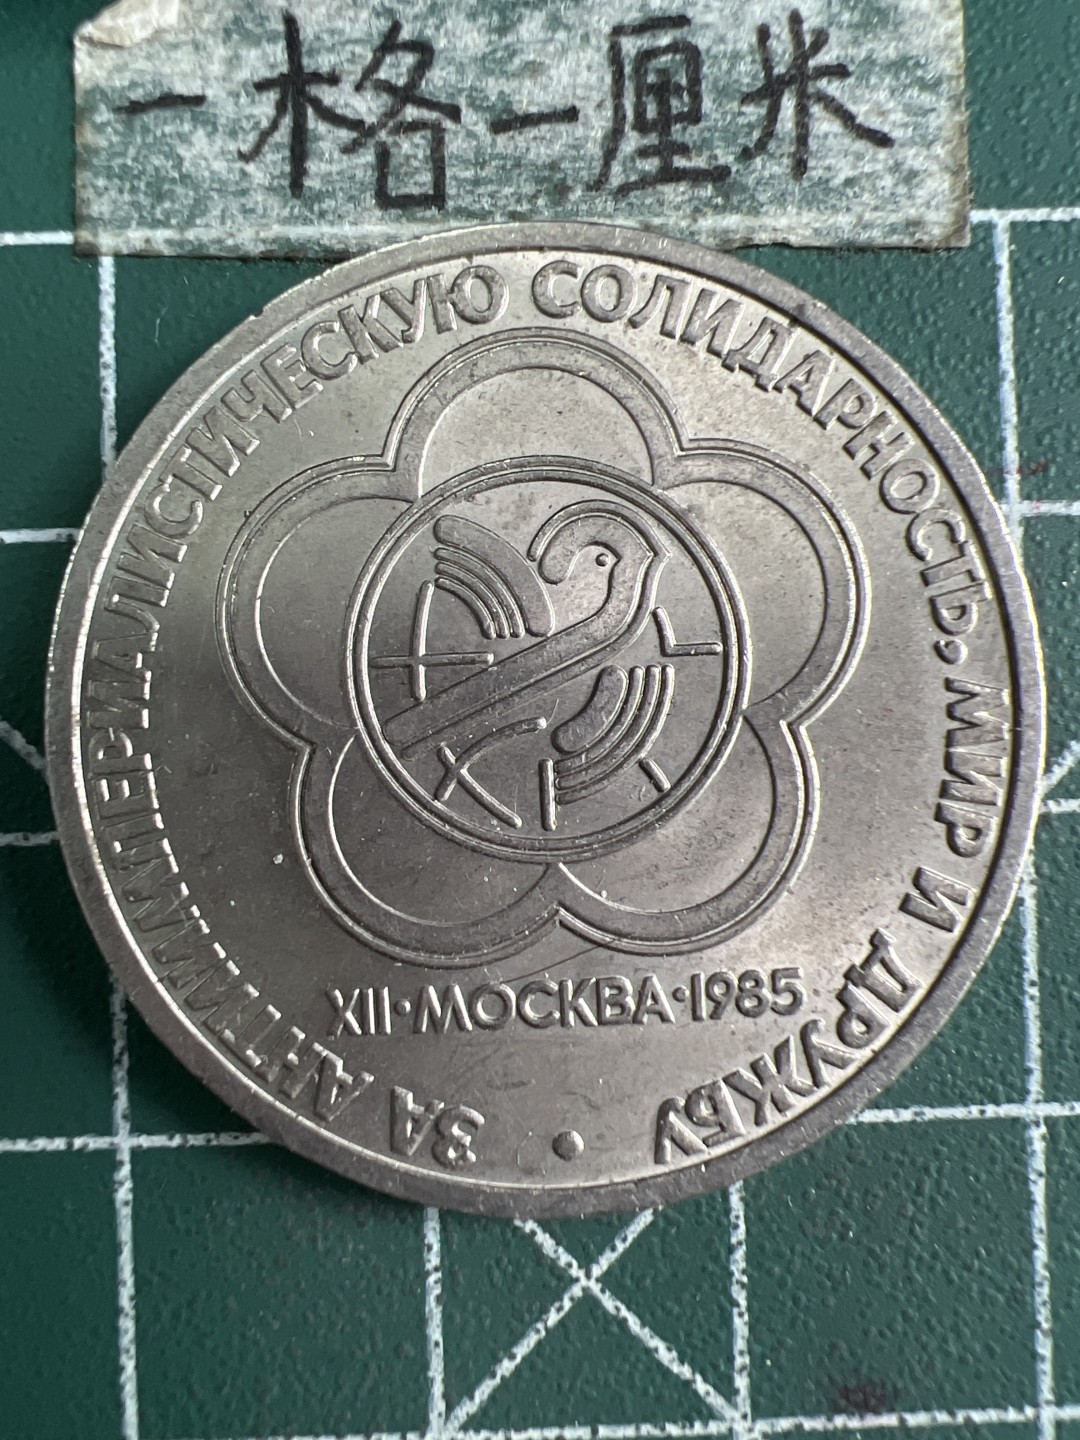 一格一厘米
ЗА АНТИИМПЕРИАЛИСТИЧЕСКУЮ СОЛИДАРНОСТЬ, МИР И ДРУЖБУ •
XII•МОСКВА•1985